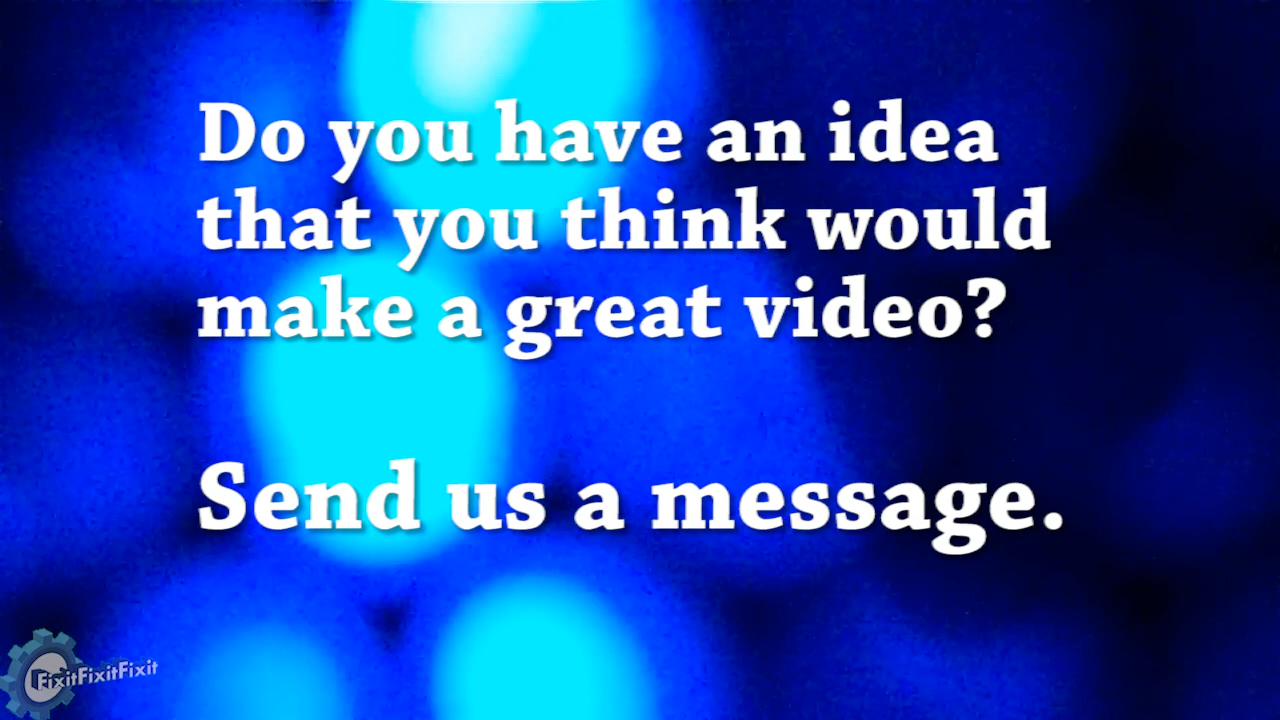 Do you have an idea
that you think would
make a great video?
Send us a message.
FixitFixitFixit